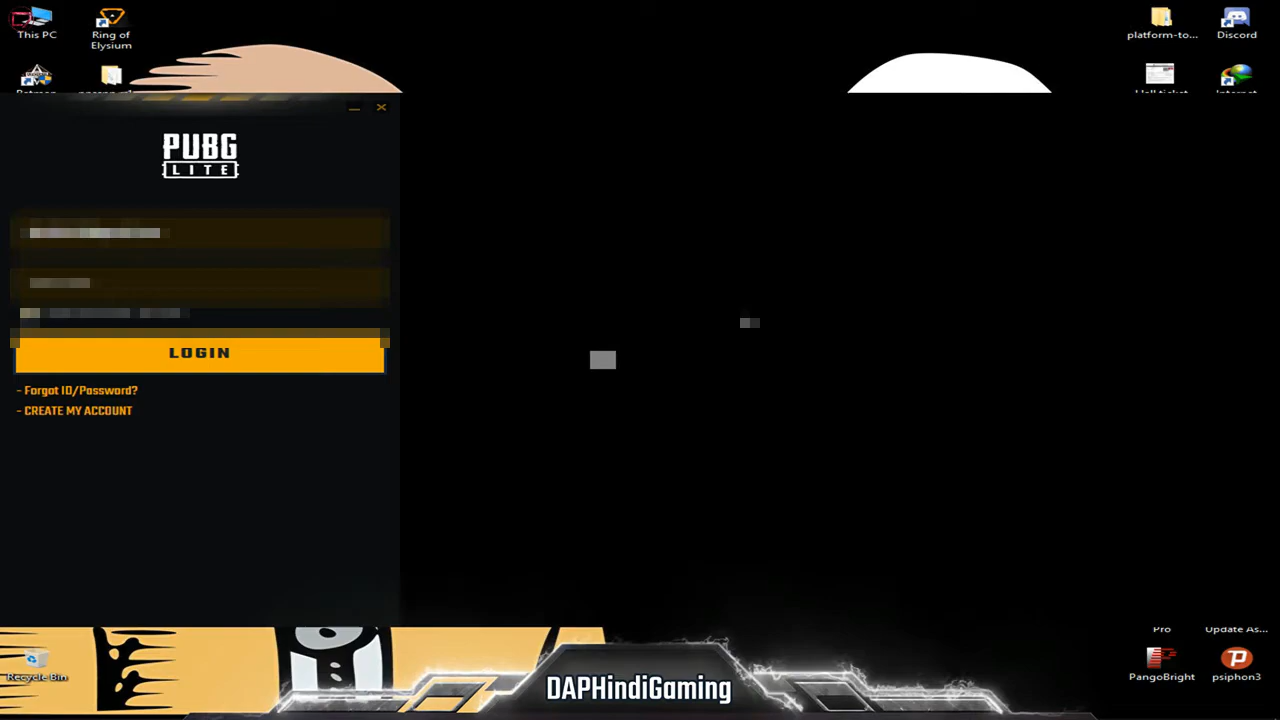 This PC
Ring of
Elysium
platform-to...
Discord
PUBG
LITE
LOGIN
- Forgot ID/Password?
- CREATE MY ACCOUNT
Pro
Update As...
Recycle Bin
PangoBright
psiphon3
DAPHindiGaming